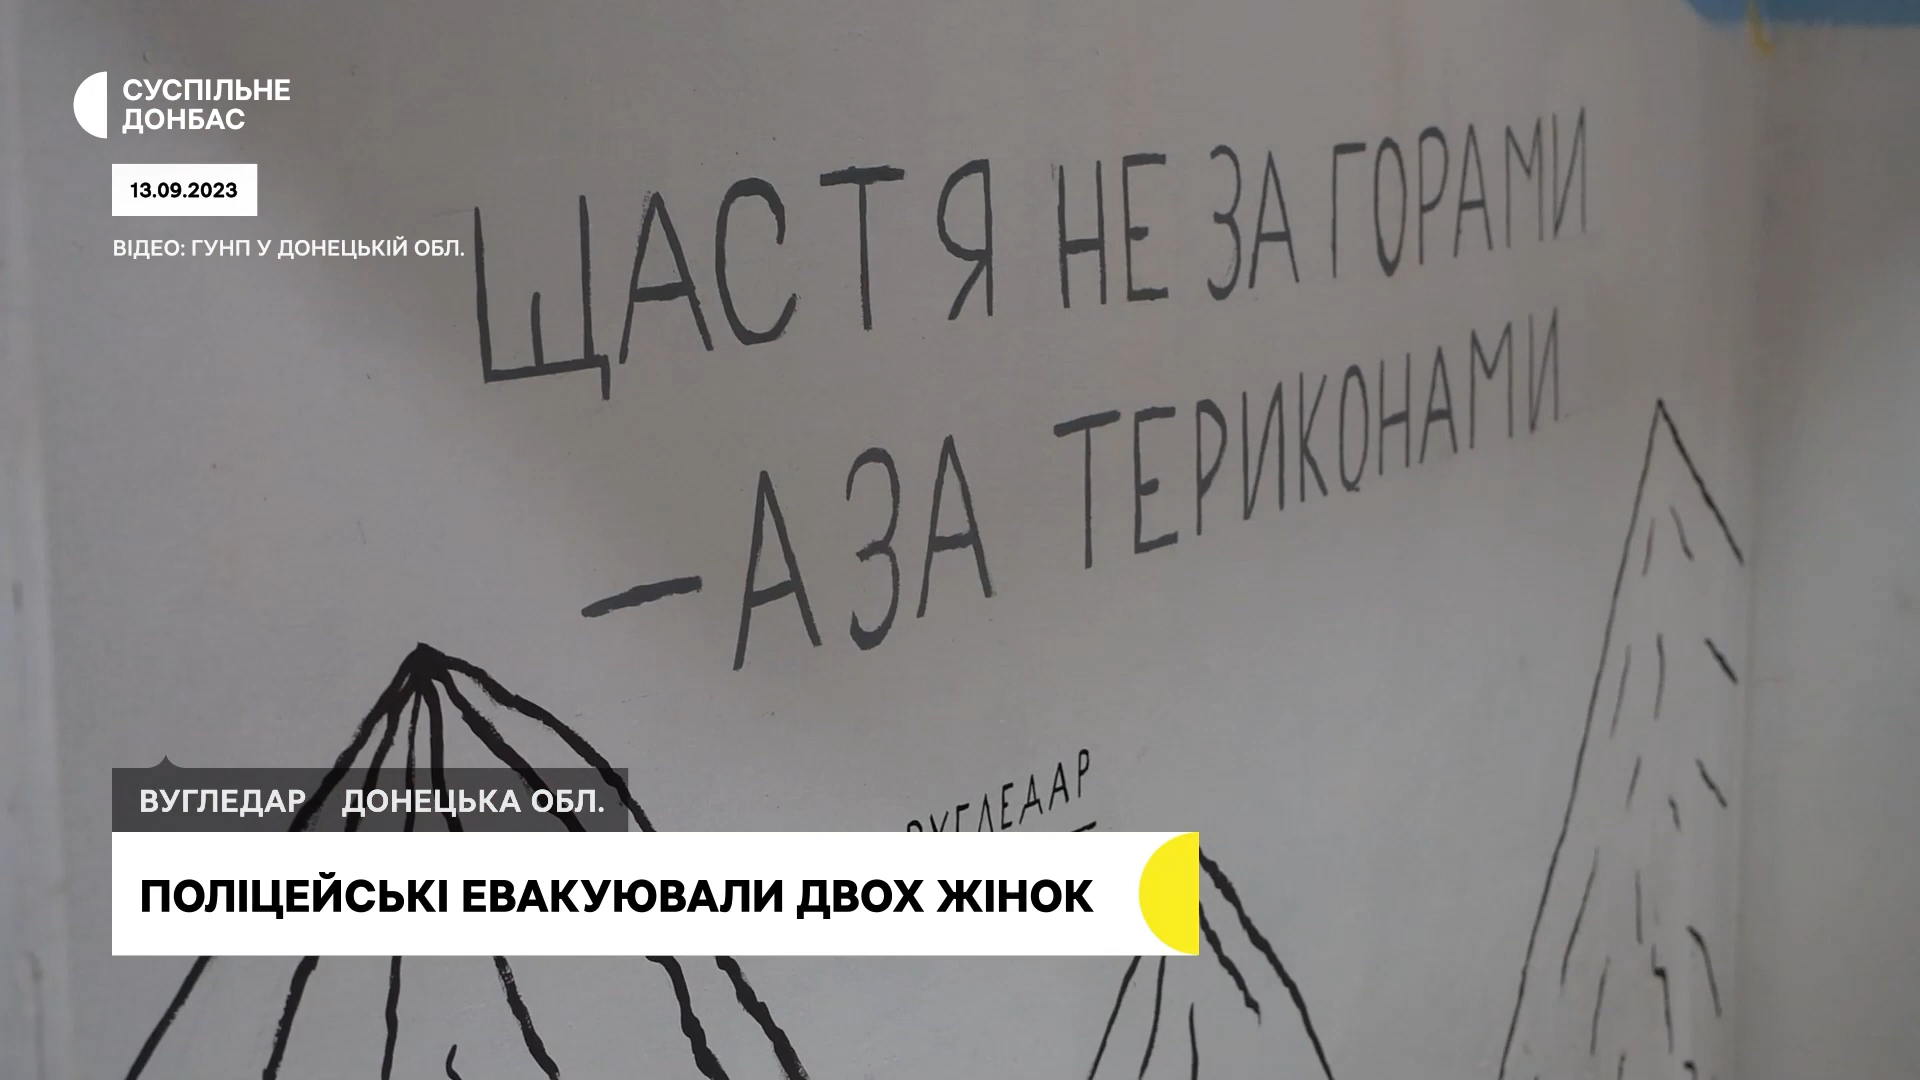 СУСПІЛЬНЕ
ДОНБАС
13.09.2023
ВІДЕО: ГУНП У ДОНЕЦЬКІЙ ОБЛ.
ЩАСТЯ НЕ ЗА ГОРАМИ
— А ЗА ТЕРИКОНАМИ
ВУГЛЕДАР
ВУГЛЕДАР ДОНЕЦЬКА ОБЛ.
ПОЛІЦЕЙСЬКІ ЕВАКУЮВАЛИ ДВОХ ЖІНОК